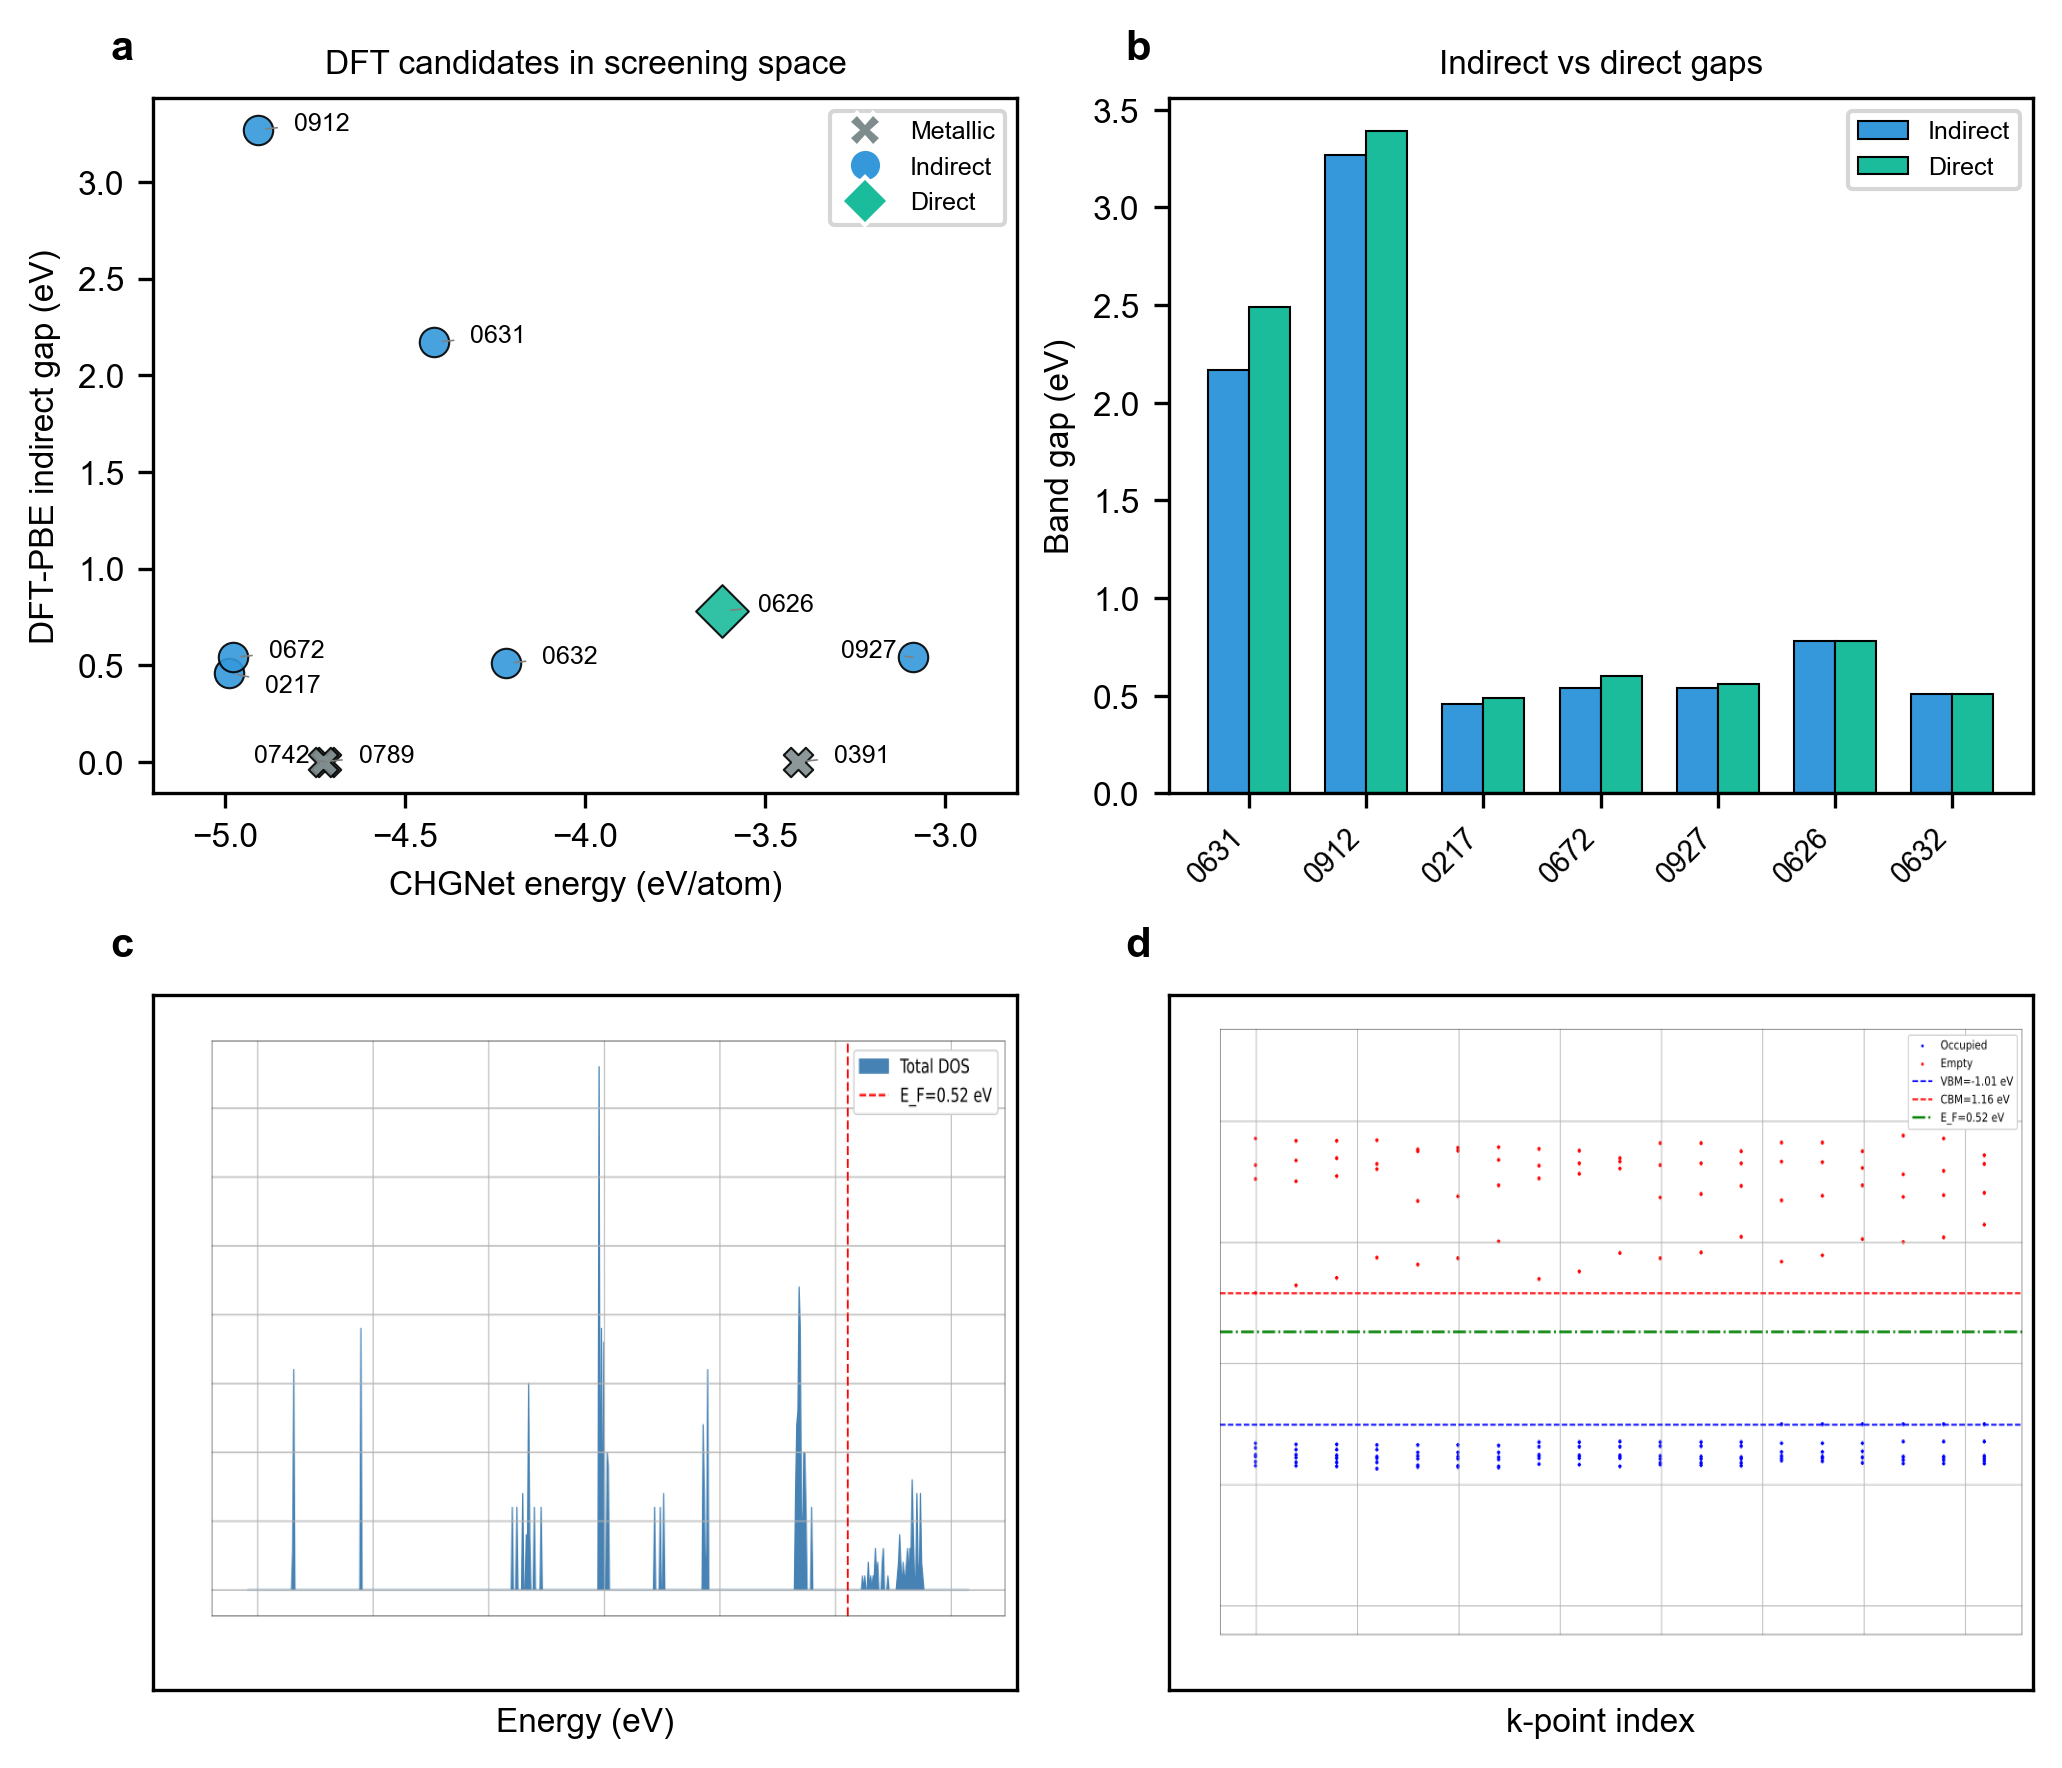 a
DFT candidates in screening space
DFT-PBE indirect gap (eV)
3.0
2.5
2.0
1.5
1.0
0.5
0.0
0912
0631
0626
0672
0217
0632
0927
0742
0789
0391
Metallic
Indirect
Direct
−5.0 −4.5 −4.0 −3.5 −3.0
CHGNet energy (eV/atom)
b
Indirect vs direct gaps
Band gap (eV)
3.5
3.0
2.5
2.0
1.5
1.0
0.5
0.0
Indirect
Direct
0631 0912 0217 0672 0927 0626 0632
c
Total DOS
E_F=0.52 eV
Energy (eV)
d
Occupied
Empty
VBM=-1.01 eV
CBM=1.16 eV
E_F=0.52 eV
k-point index